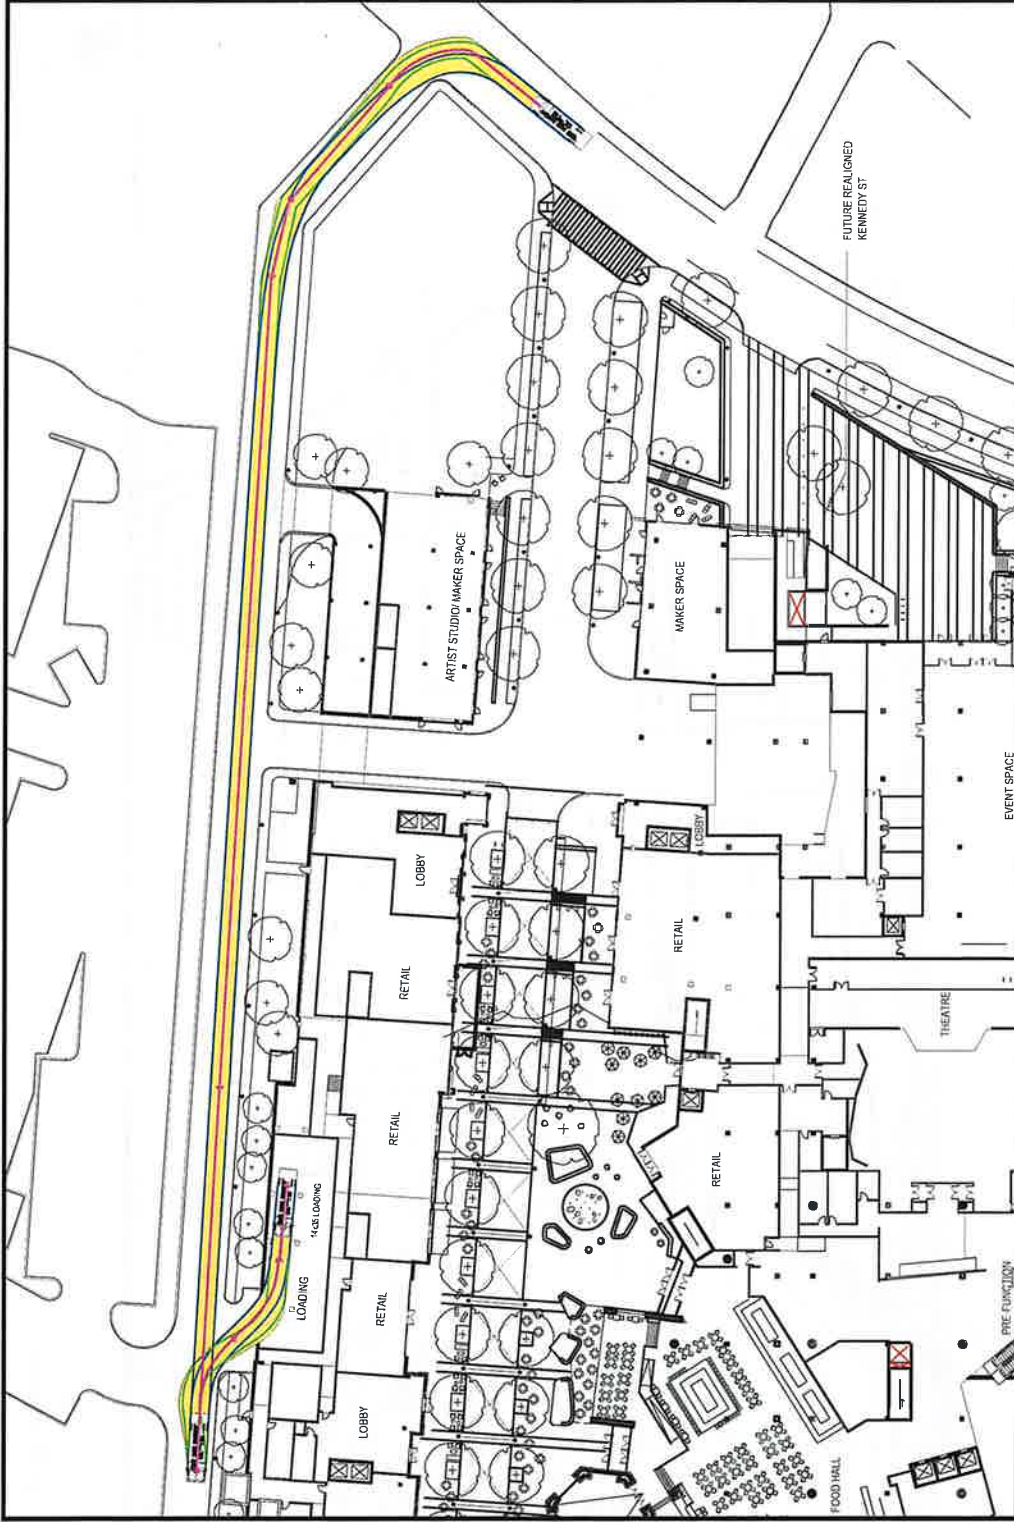 FUTURE REALIGNED
KENNEDY ST
ARTIST STUDIO/ MAKER SPACE
MAKER SPACE
EVENT SPACE
LOBBY
LOBBY
RETAIL
RETAIL
THEATRE
RETAIL
RETAIL
LOADING
RETAIL
PRE-FUNCTION
LOBBY
FOOD HALL